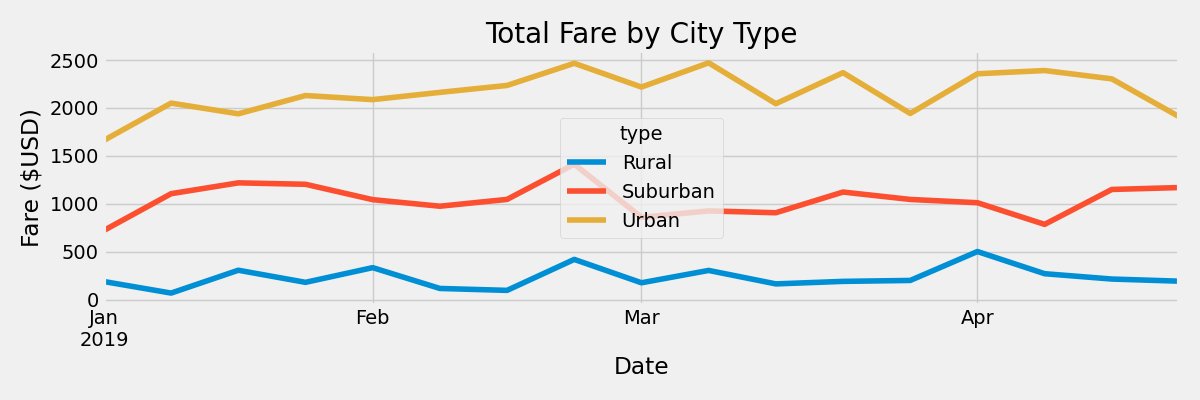 Total Fare by City Type
Fare ($USD)
2500
2000
1500
1000
500
0
type
Rural
Suburban
Urban
Jan
2019
Feb
Mar
Apr
Date